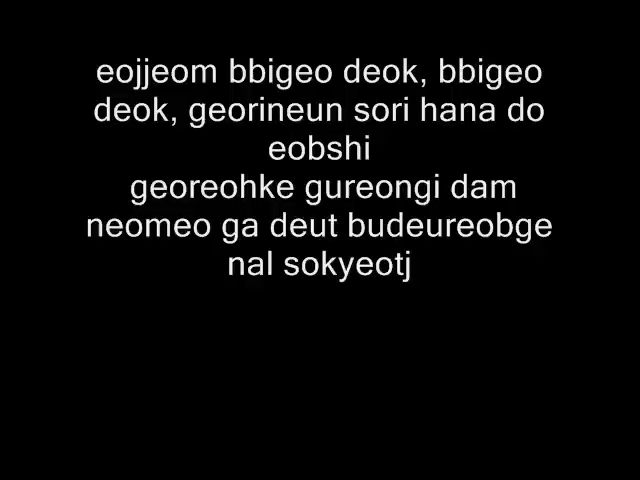 eojjeom bbigeo deok, bbigeo
deok, georineun sori hana do
eobshi
georeohke gureongi dam
neomeo ga deut budeureobge
nal sokyeotj